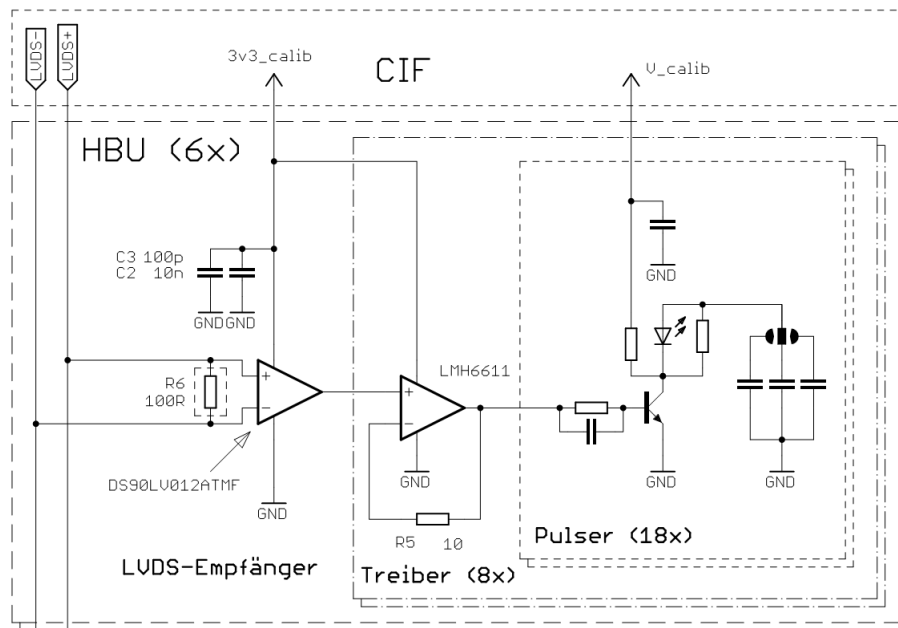 LVDS-
LVDS+
3v3_calib
CIF
V_calib
HBU (6x)
C3 100p
C2 10n
GND
GND
GND
R6
100R
+
−
LMH6611
+
−
DS90LV012ATMF
GND
GND
GND
GND
R5 10
Pulser (18x)
LVDS-Empfänger
Treiber (8x)